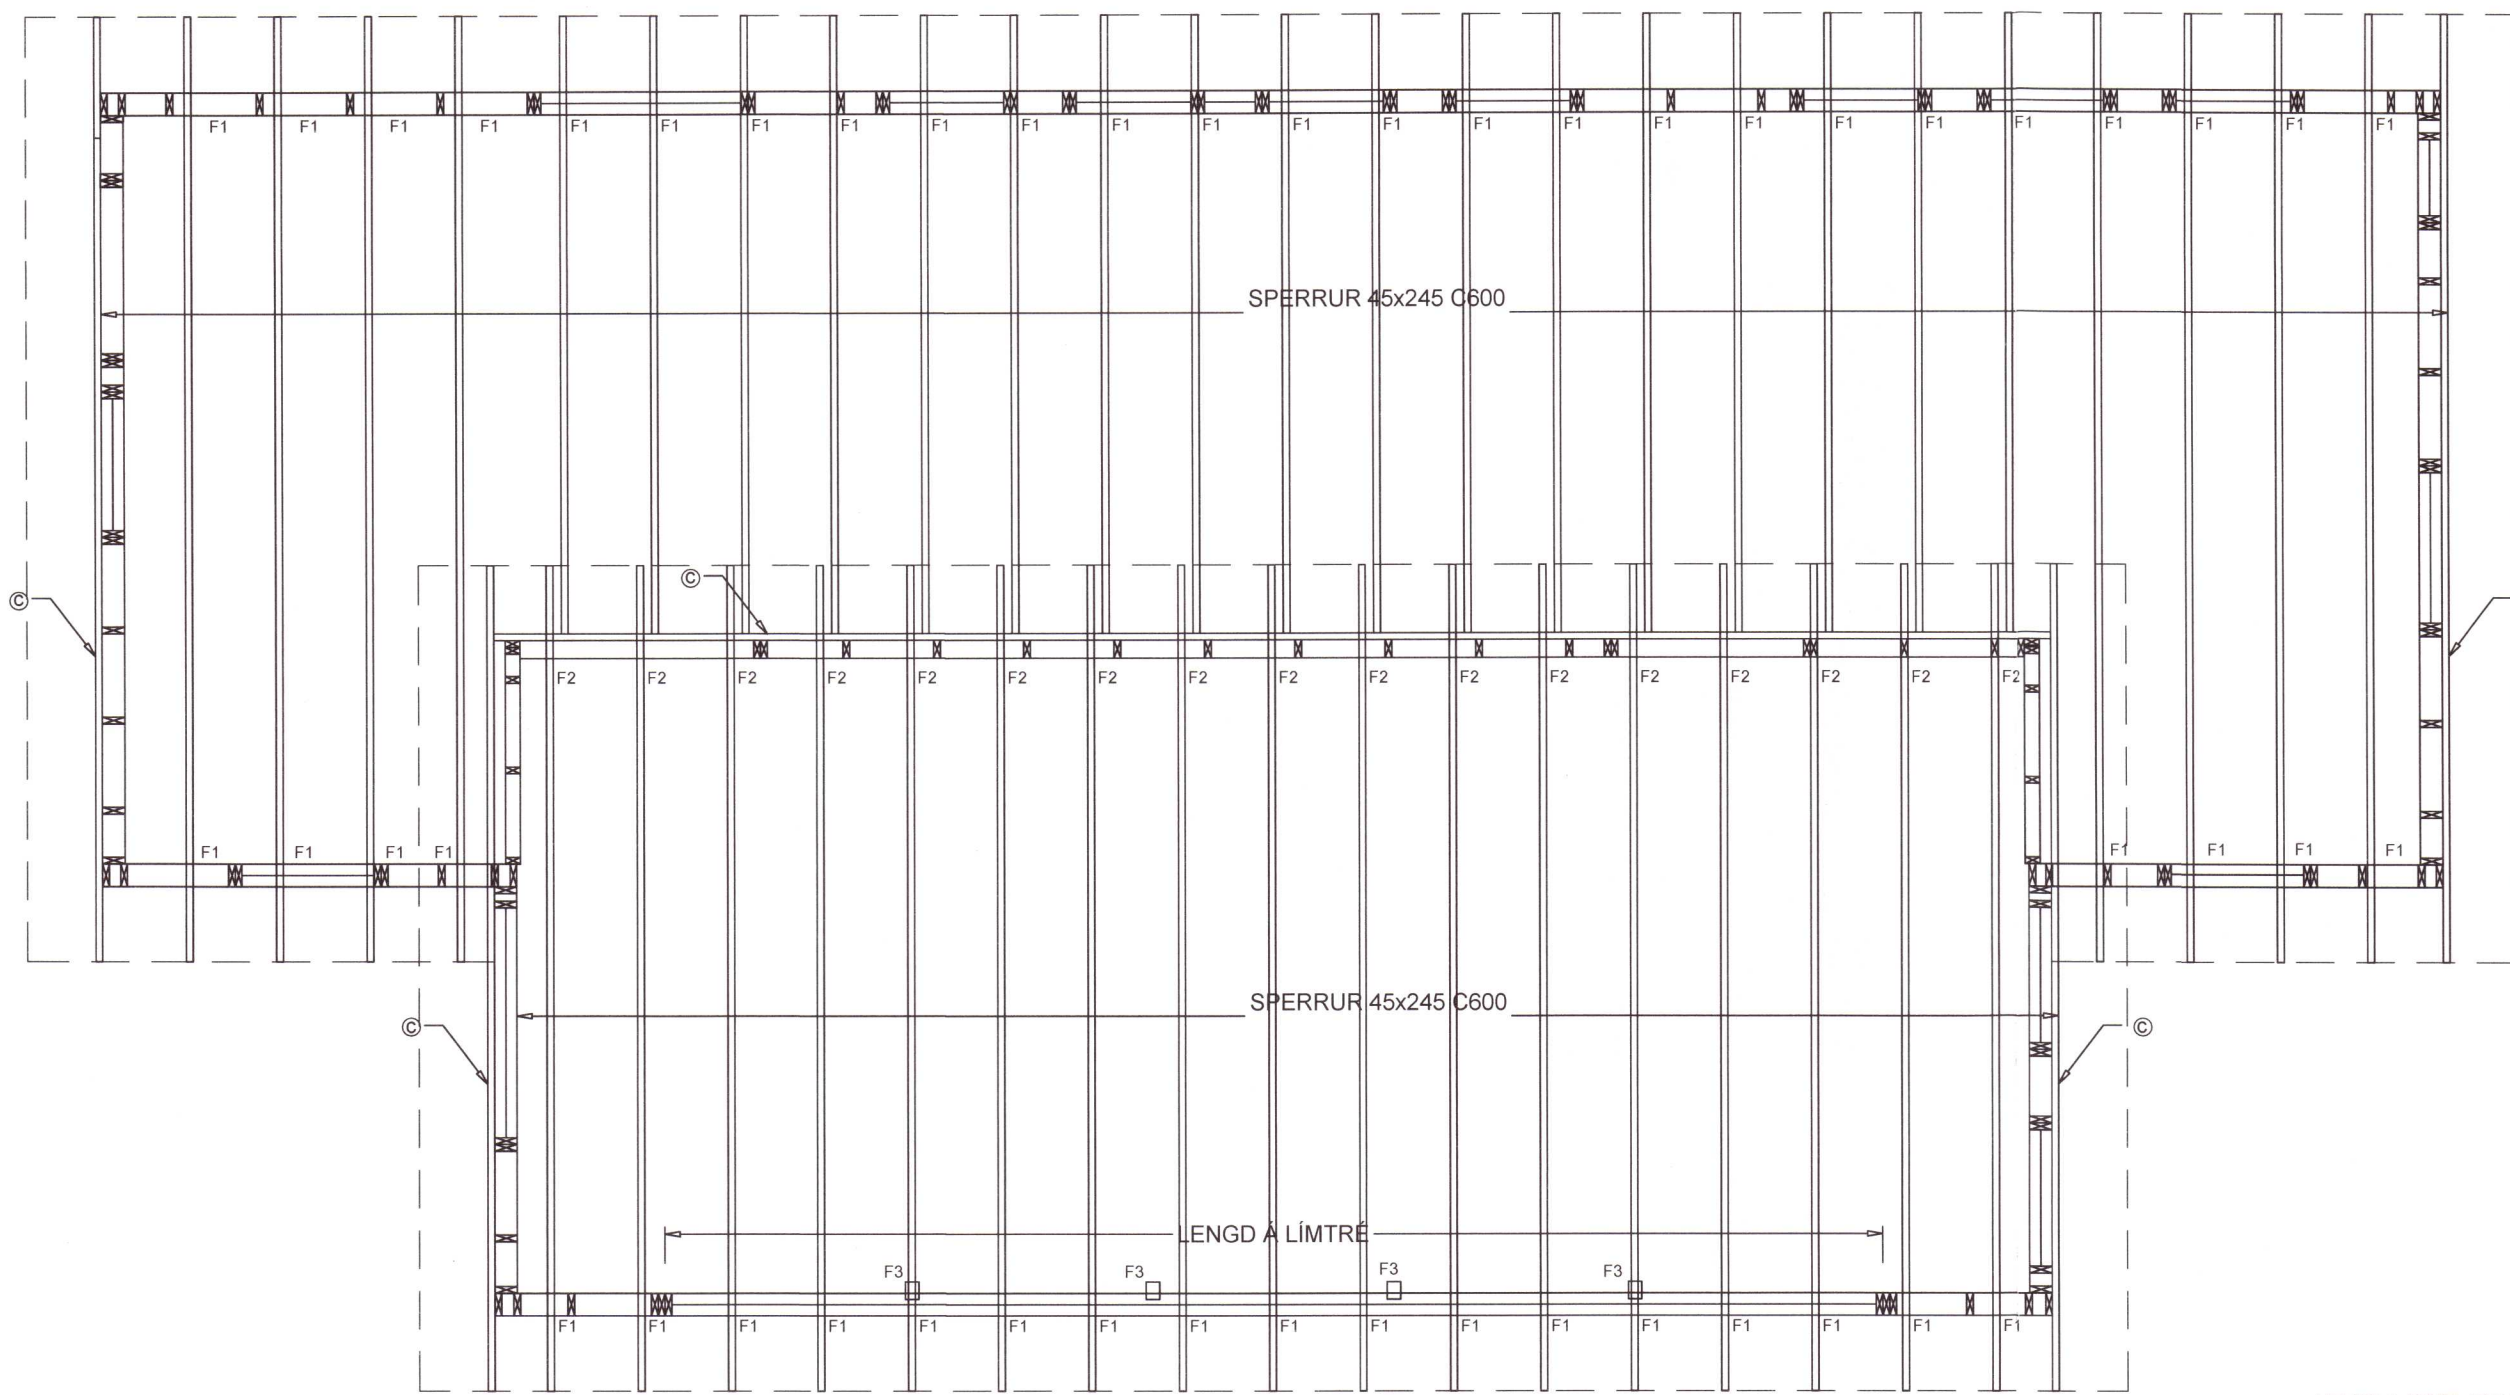 F1 F1 F1 F1 F1 F1 F1 F1 F1 F1 F1 F1 F1 F1 F1 F1 F1 F1 F1 F1 F1 F1 F1 F1 F1
SPERRUR 45x245 C600
©
©
F2 F2 F2 F2 F2 F2 F2 F2 F2 F2 F2 F2 F2 F2 F2 F2 F2
F1 F1 F1 F1 F1 F1 F1 F1
SPERRUR 45x245 C600
© ©
LENGD Á LÍMTRÉ
F3 F3 F3 F3
F1 F1 F1 F1 F1 F1 F1 F1 F1 F1 F1 F1 F1 F1 F1 F1 F1